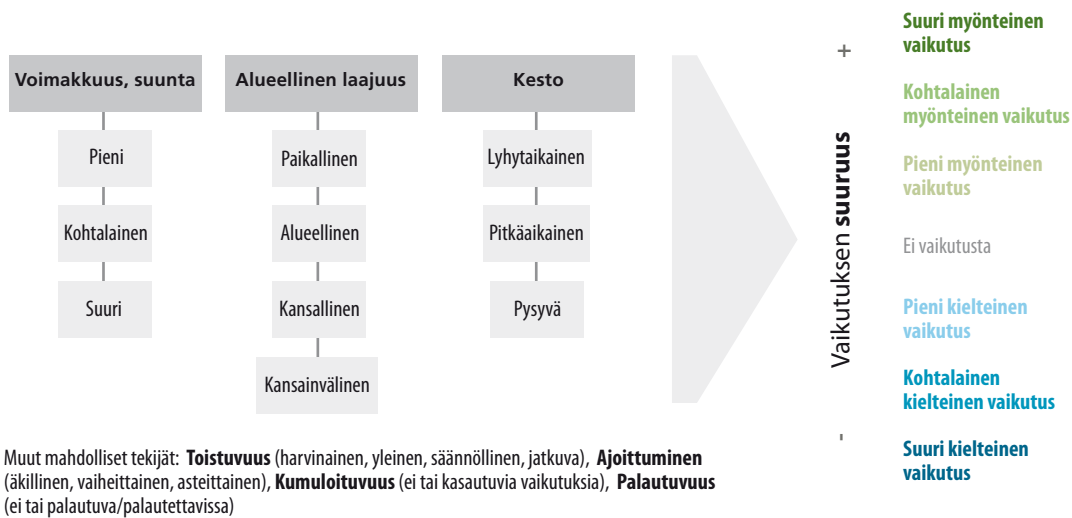 Voimakkuus, suunta
Pieni
Kohtalainen
Suuri
Alueellinen laajuus
Paikallinen
Alueellinen
Kansallinen
Kansainvälinen
Kesto
Lyhytaikainen
Pitkäaikainen
Pysyvä
+
Vaikutuksen suuruus
-
Suuri myönteinen
vaikutus
Kohtalainen
myönteinen vaikutus
Pieni myönteinen
vaikutus
Ei vaikutusta
Pieni kielteinen
vaikutus
Kohtalainen
kielteinen vaikutus
Suuri kielteinen
vaikutus
Muut mahdolliset tekijät: Toistuvuus (harvinainen, yleinen, säännöllinen, jatkuva), Ajoittuminen
(äkillinen, vaiheittainen, asteittainen), Kumuloituvuus (ei tai kasautuvia vaikutuksia), Palautuvuus
(ei tai palautuva/palautettavissa)